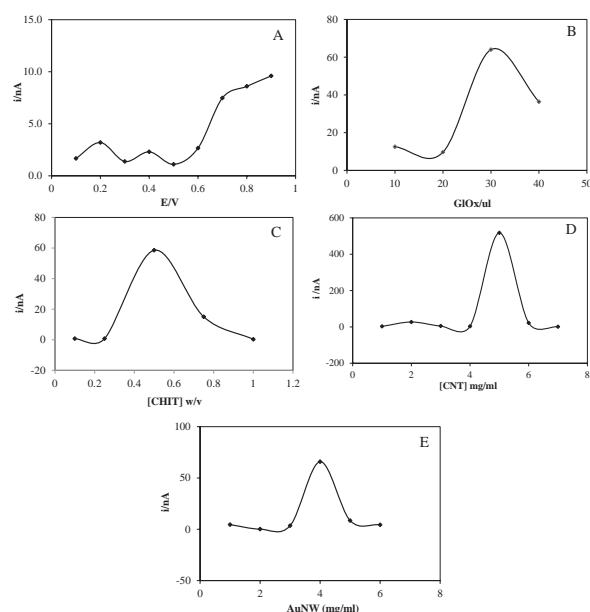 A
i/nA
15.0
10.0
5.0
0.0
0 0.2 0.4 0.6 0.8 1
E/V
B
i/nA
80
60
40
20
0
0 10 20 30 40 50
GlOx/ul
C
i/nA
80
60
40
20
0
-20
0 0.2 0.4 0.6 0.8 1 1.2
[CHIT] w/v
D
i /nA
600
400
200
0
-200
0 2 4 6 8
[CNT] mg/ml
E
i/nA
100
50
0
-50
0 2 4 6 8
AuNW (mg/ml)